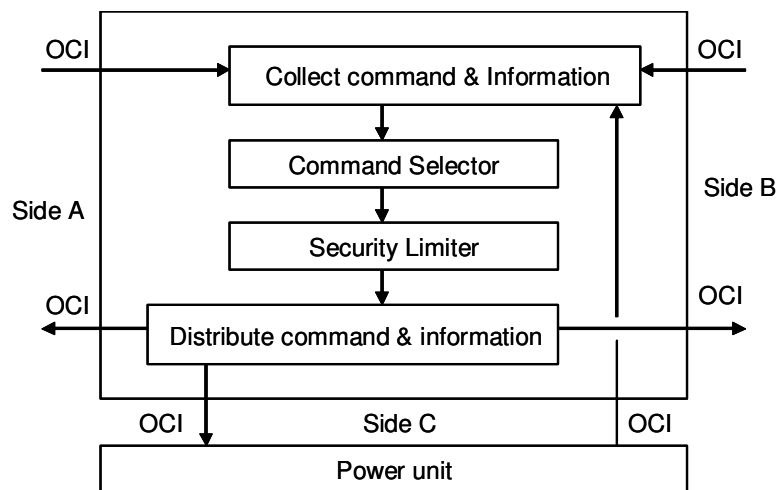 OCI
OCI
Collect command & Information
Command Selector
Side A
Side B
Security Limiter
OCI
OCI
Distribute command & information
OCI
Side C
OCI
Power unit